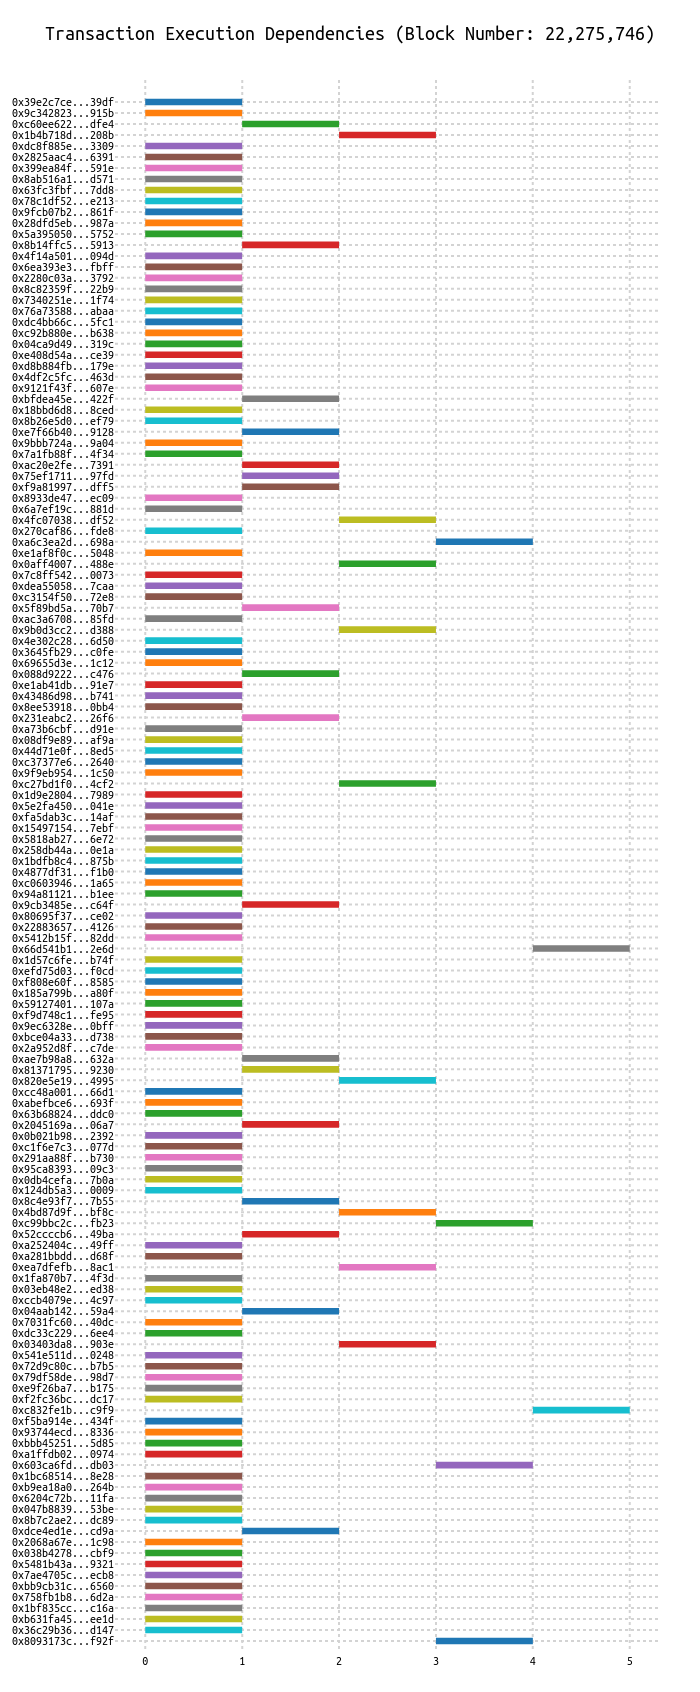 Transaction Execution Dependencies (Block Number: 22,275,746)
0x39e2c7ce...39df
0x9c342823...915b
0xc60ee622...dfe4
0x1b4b718d...208b
0xdc8f885e...3309
0x2825aac4...6391
0x399ea84f...591e
0x8ab516a1...d571
0x63fc3fbf...7dd8
0x78c1df52...e213
0x9fcb07b2...861f
0x28dfd5eb...987a
0x5a395050...5752
0x8b14ffc5...5913
0x4f14a501...094d
0x6ea393e3...fbff
0x2280c03a...3792
0x8c82359f...22b9
0x7340251e...1f74
0x76a73588...abaa
0xdc4bb66c...5fc1
0xc92b880e...b638
0x04ca9d49...319c
0xe408d54a...ce39
0xd8b884fb...179e
0x4df2c5fc...463d
0x9121f43f...607e
0xbfdea45e...422f
0x18bbd6d8...8ced
0x8b26e5d0...ef79
0xe7f66b40...9128
0x9bbb724a...9a04
0x7a1fb88f...4f34
0xac20e2fe...7391
0x75ef1711...97fd
0xf9a81997...dff5
0x8933de47...ec09
0x6a7ef19c...881d
0x4fc07038...df52
0x270caf86...fde8
0xa6c3ea2d...698a
0xe1af8f0c...5048
0x0aff4007...488e
0x7c8ff542...0073
0xdea55058...7caa
0xc3154f50...72e8
0x5f89bd5a...70b7
0xac3a6708...85fd
0x9b0d3cc2...d388
0x4e302c28...6d50
0x3645fb29...c0fe
0x69655d3e...1c12
0x088d9222...c476
0xe1ab41db...91e7
0x43486d98...b741
0x8ee53918...0bb4
0x231eabc2...26f6
0xa73b6cbf...d91e
0x08df9e89...af9a
0x44d71e0f...8ed5
0xc37377e6...2640
0x9f9eb954...1c50
0xc27bd1f0...4cf2
0x1d9e2804...7989
0x5e2fa450...041e
0xfa5dab3c...14af
0x15497154...7ebf
0x5818ab27...6e72
0x258db44a...0e1a
0x1bdfb8c4...875b
0x4877df31...f1b0
0xc0603946...1a65
0x94a81121...b1ee
0x9cb3485e...c64f
0x80695f37...ce02
0x22883657...4126
0x5412b15f...82dd
0x66d541b1...2e6d
0x1d57c6fe...b74f
0xefd75d03...f0cd
0xf808e60f...8585
0x185a799b...a80f
0x59127401...107a
0xf9d748c1...fe95
0x9ec6328e...0bff
0xbce04a33...d738
0x2a952d8f...c7de
0xae7b98a8...632a
0x81371795...9230
0x820e5e19...4995
0xcc48a001...66d1
0xabefbce6...693f
0x63b68824...ddc0
0x2045169a...06a7
0x0b021b98...2392
0xc1f6e7c3...077d
0x291aa88f...b730
0x95ca8393...09c3
0x0db4cefa...7b0a
0x124db5a3...0009
0x8c4e93f7...7b55
0x4bd87d9f...bf8c
0xc99bbc2c...fb23
0x52ccccb6...49ba
0xa252404c...49ff
0xa281bbdd...d68f
0xea7dfefb...8ac1
0x1fa870b7...4f3d
0x03eb48e2...ed38
0xccb4079e...4c97
0x04aab142...59a4
0x7031fc60...40dc
0xdc33c229...6ee4
0x03403da8...903e
0x541e511d...0248
0x72d9c80c...b7b5
0x79df58de...98d7
0xe9f26ba7...b175
0xf2fc36bc...dc17
0xc832fe1b...c9f9
0xf5ba914e...434f
0x93744ecd...8336
0xbbb45251...5d85
0xa1ffdb02...0974
0x603ca6fd...db03
0x1bc68514...8e28
0xb9ea18a0...264b
0x6204c72b...11fa
0x047b8839...53be
0x8b7c2ae2...dc89
0xdce4ed1e...cd9a
0x2068a67e...1c98
0x038b4278...cbf9
0x5481b43a...9321
0x7ae4705c...ecb8
0xbb9cb31c...6560
0x758fb1b8...6d2a
0x1bf835cc...c16a
0xb631fa45...ee1d
0x36c29b36...d147
0x8093173c...f92f
0 1 2 3 4 5